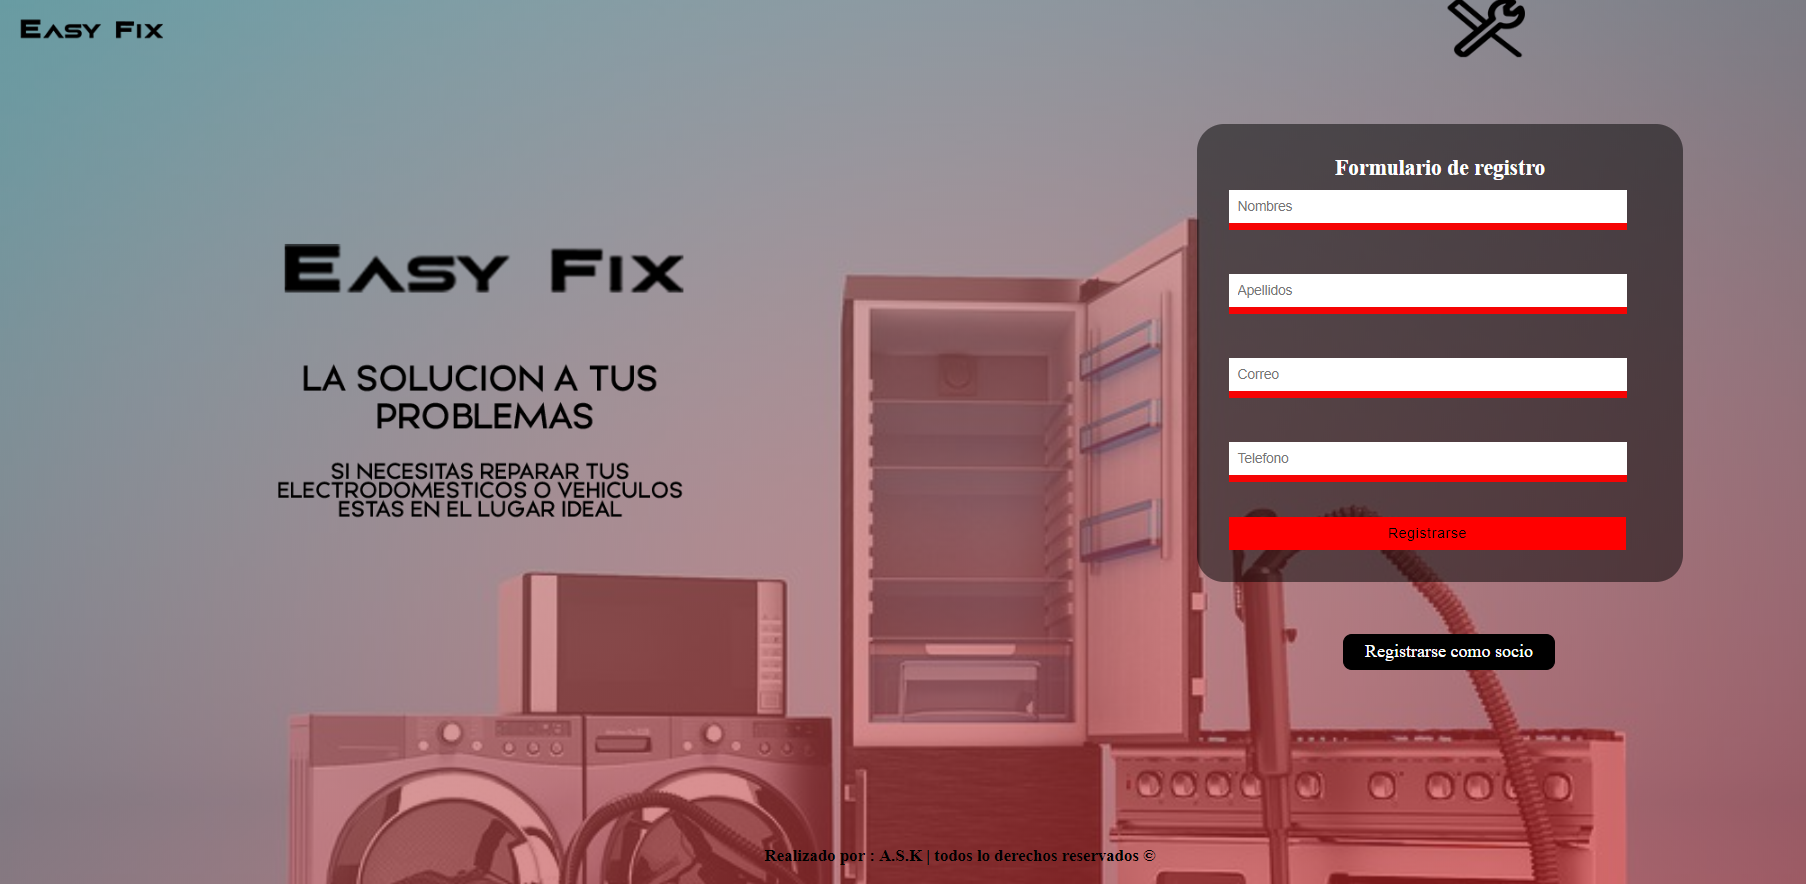 Easy Fix
Easy Fix
LA SOLUCION A TUS
PROBLEMAS
SI NECESITAS REPARAR TUS
ELECTRODOMESTICOS O VEHICULOS
ESTAS EN EL LUGAR IDEAL
Formulario de registro
Nombres
Apellidos
Correo
Telefono
Registrarse
Registrarse como socio
Realizado por : A.S.K | todos lo derechos reservados ©